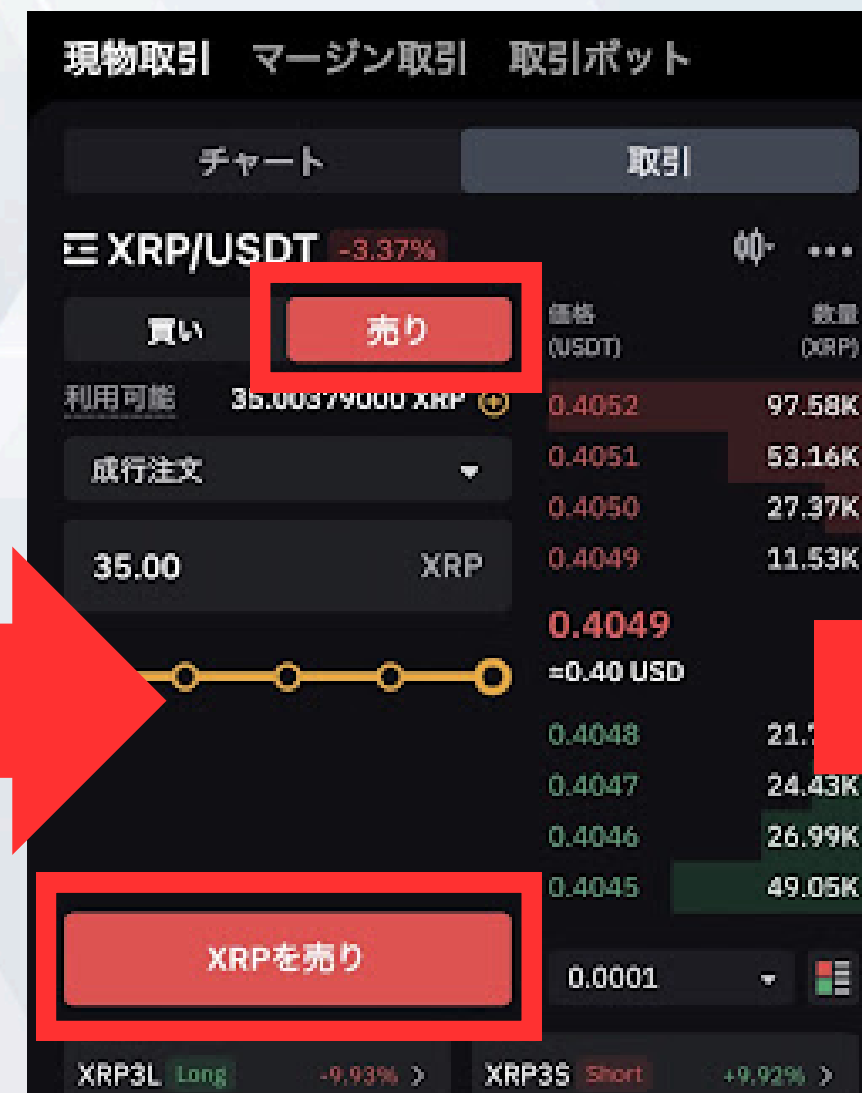 現物取引 マージン取引 取引ボット
チャート 取引
XRP/USDT -3.37%
買い 売り
利用可能 35.00379000 XRP
成行注文
35.00 XRP
XRPを売り
価格 数量
(USDT) (XRP)
0.4052 97.58K
0.4051 53.16K
0.4050 27.37K
0.4049 11.53K
0.4049
≈0.40 USD
0.4048
0.4047 24.43K
0.4046 26.99K
0.4045 49.05K
0.0001
XRP3L Long -9.93% >
XRP3S Short +9.92% >